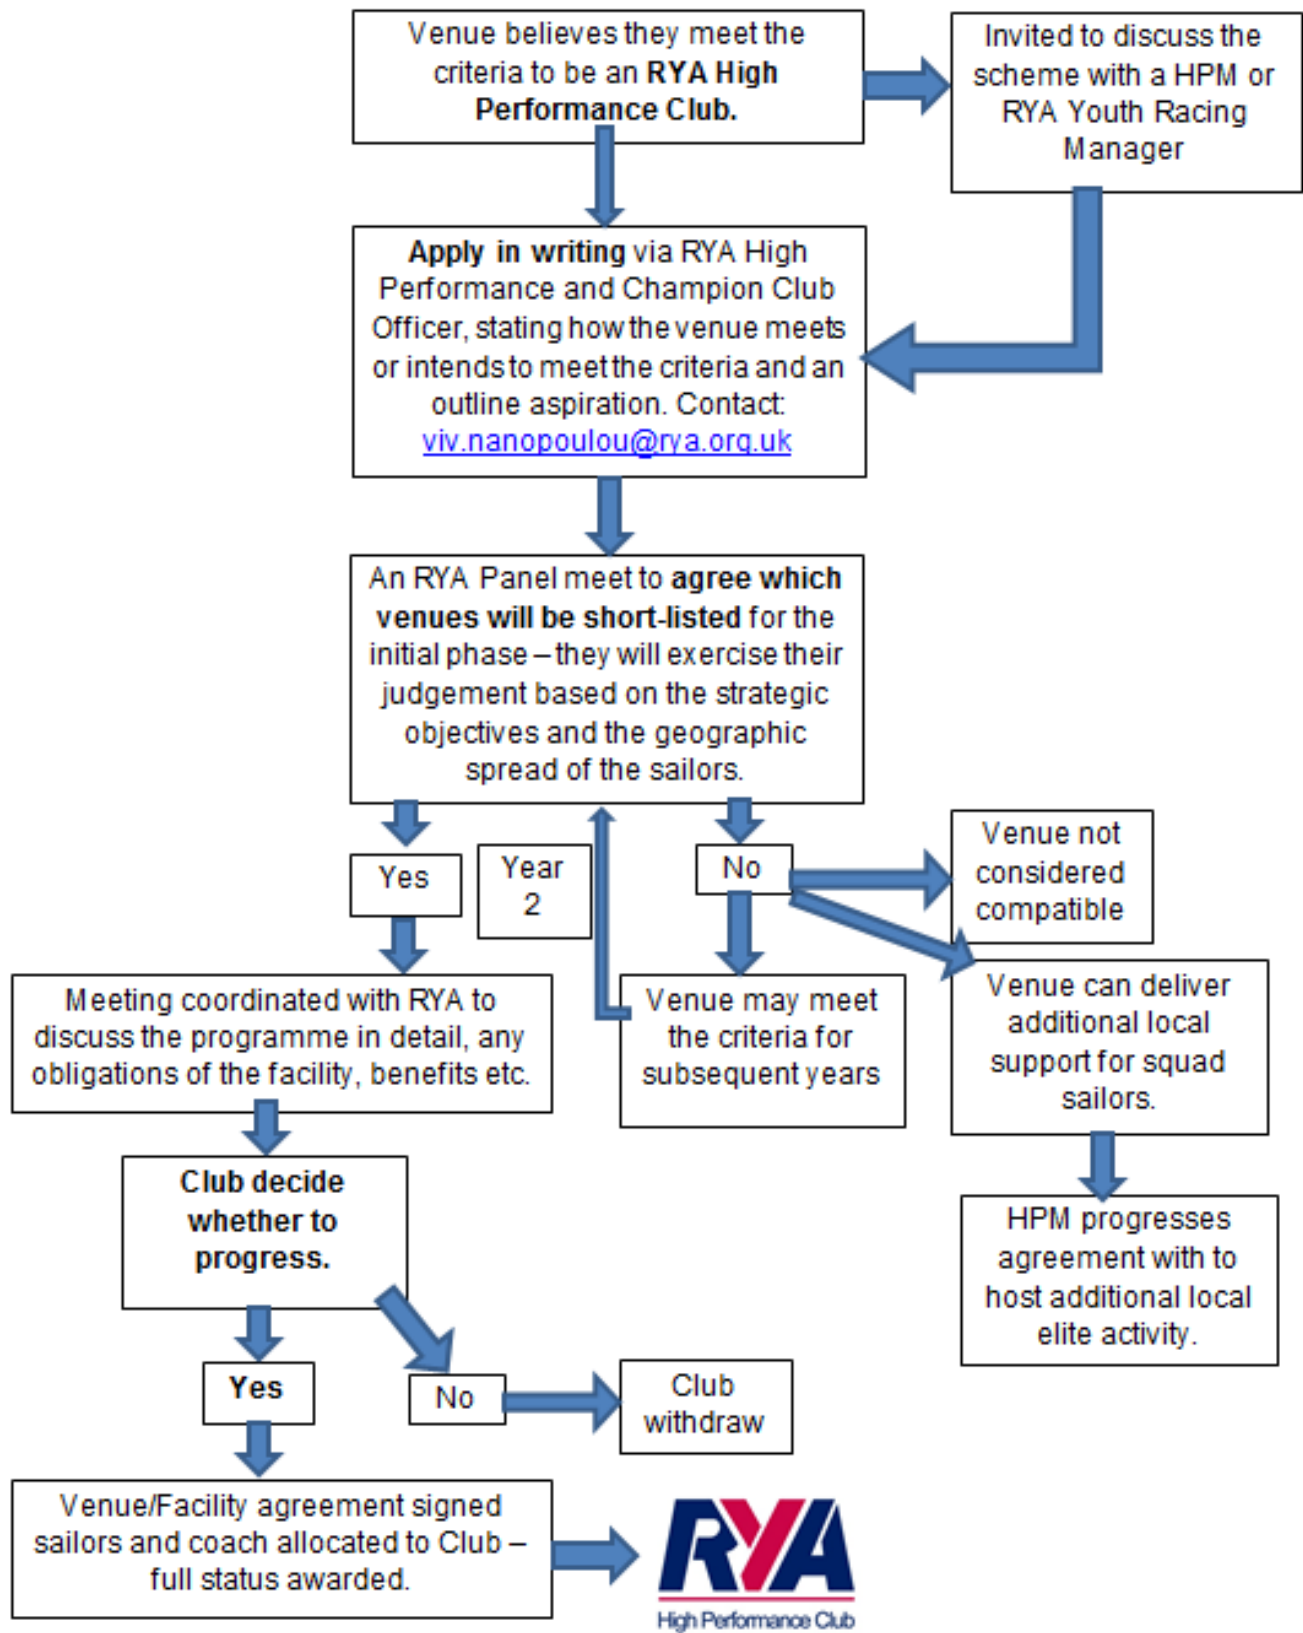 Venue believes they meet the
criteria to be an RYA High
Performance Club.
Invited to discuss the
scheme with a HPM or
RYA Youth Racing
Manager
Apply in writing via RYA High
Performance and Champion Club
Officer, stating how the venue meets
or intends to meet the criteria and an
outline aspiration. Contact:
viv.nanopoulou@rya.org.uk
An RYA Panel meet to agree which
venues will be short-listed for the
initial phase – they will exercise their
judgement based on the strategic
objectives and the geographic
spread of the sailors.
Yes
Year
2
No
Venue not
considered
compatible
Meeting coordinated with RYA to
discuss the programme in detail, any
obligations of the facility, benefits etc.
Venue may meet
the criteria for
subsequent years
Venue can deliver
additional local
support for squad
sailors.
Club decide
whether to
progress.
HPM progresses
agreement with to
host additional local
elite activity.
Yes
No
Club
withdraw
Venue/Facility agreement signed
sailors and coach allocated to Club –
full status awarded.
RYA
High Performance Club